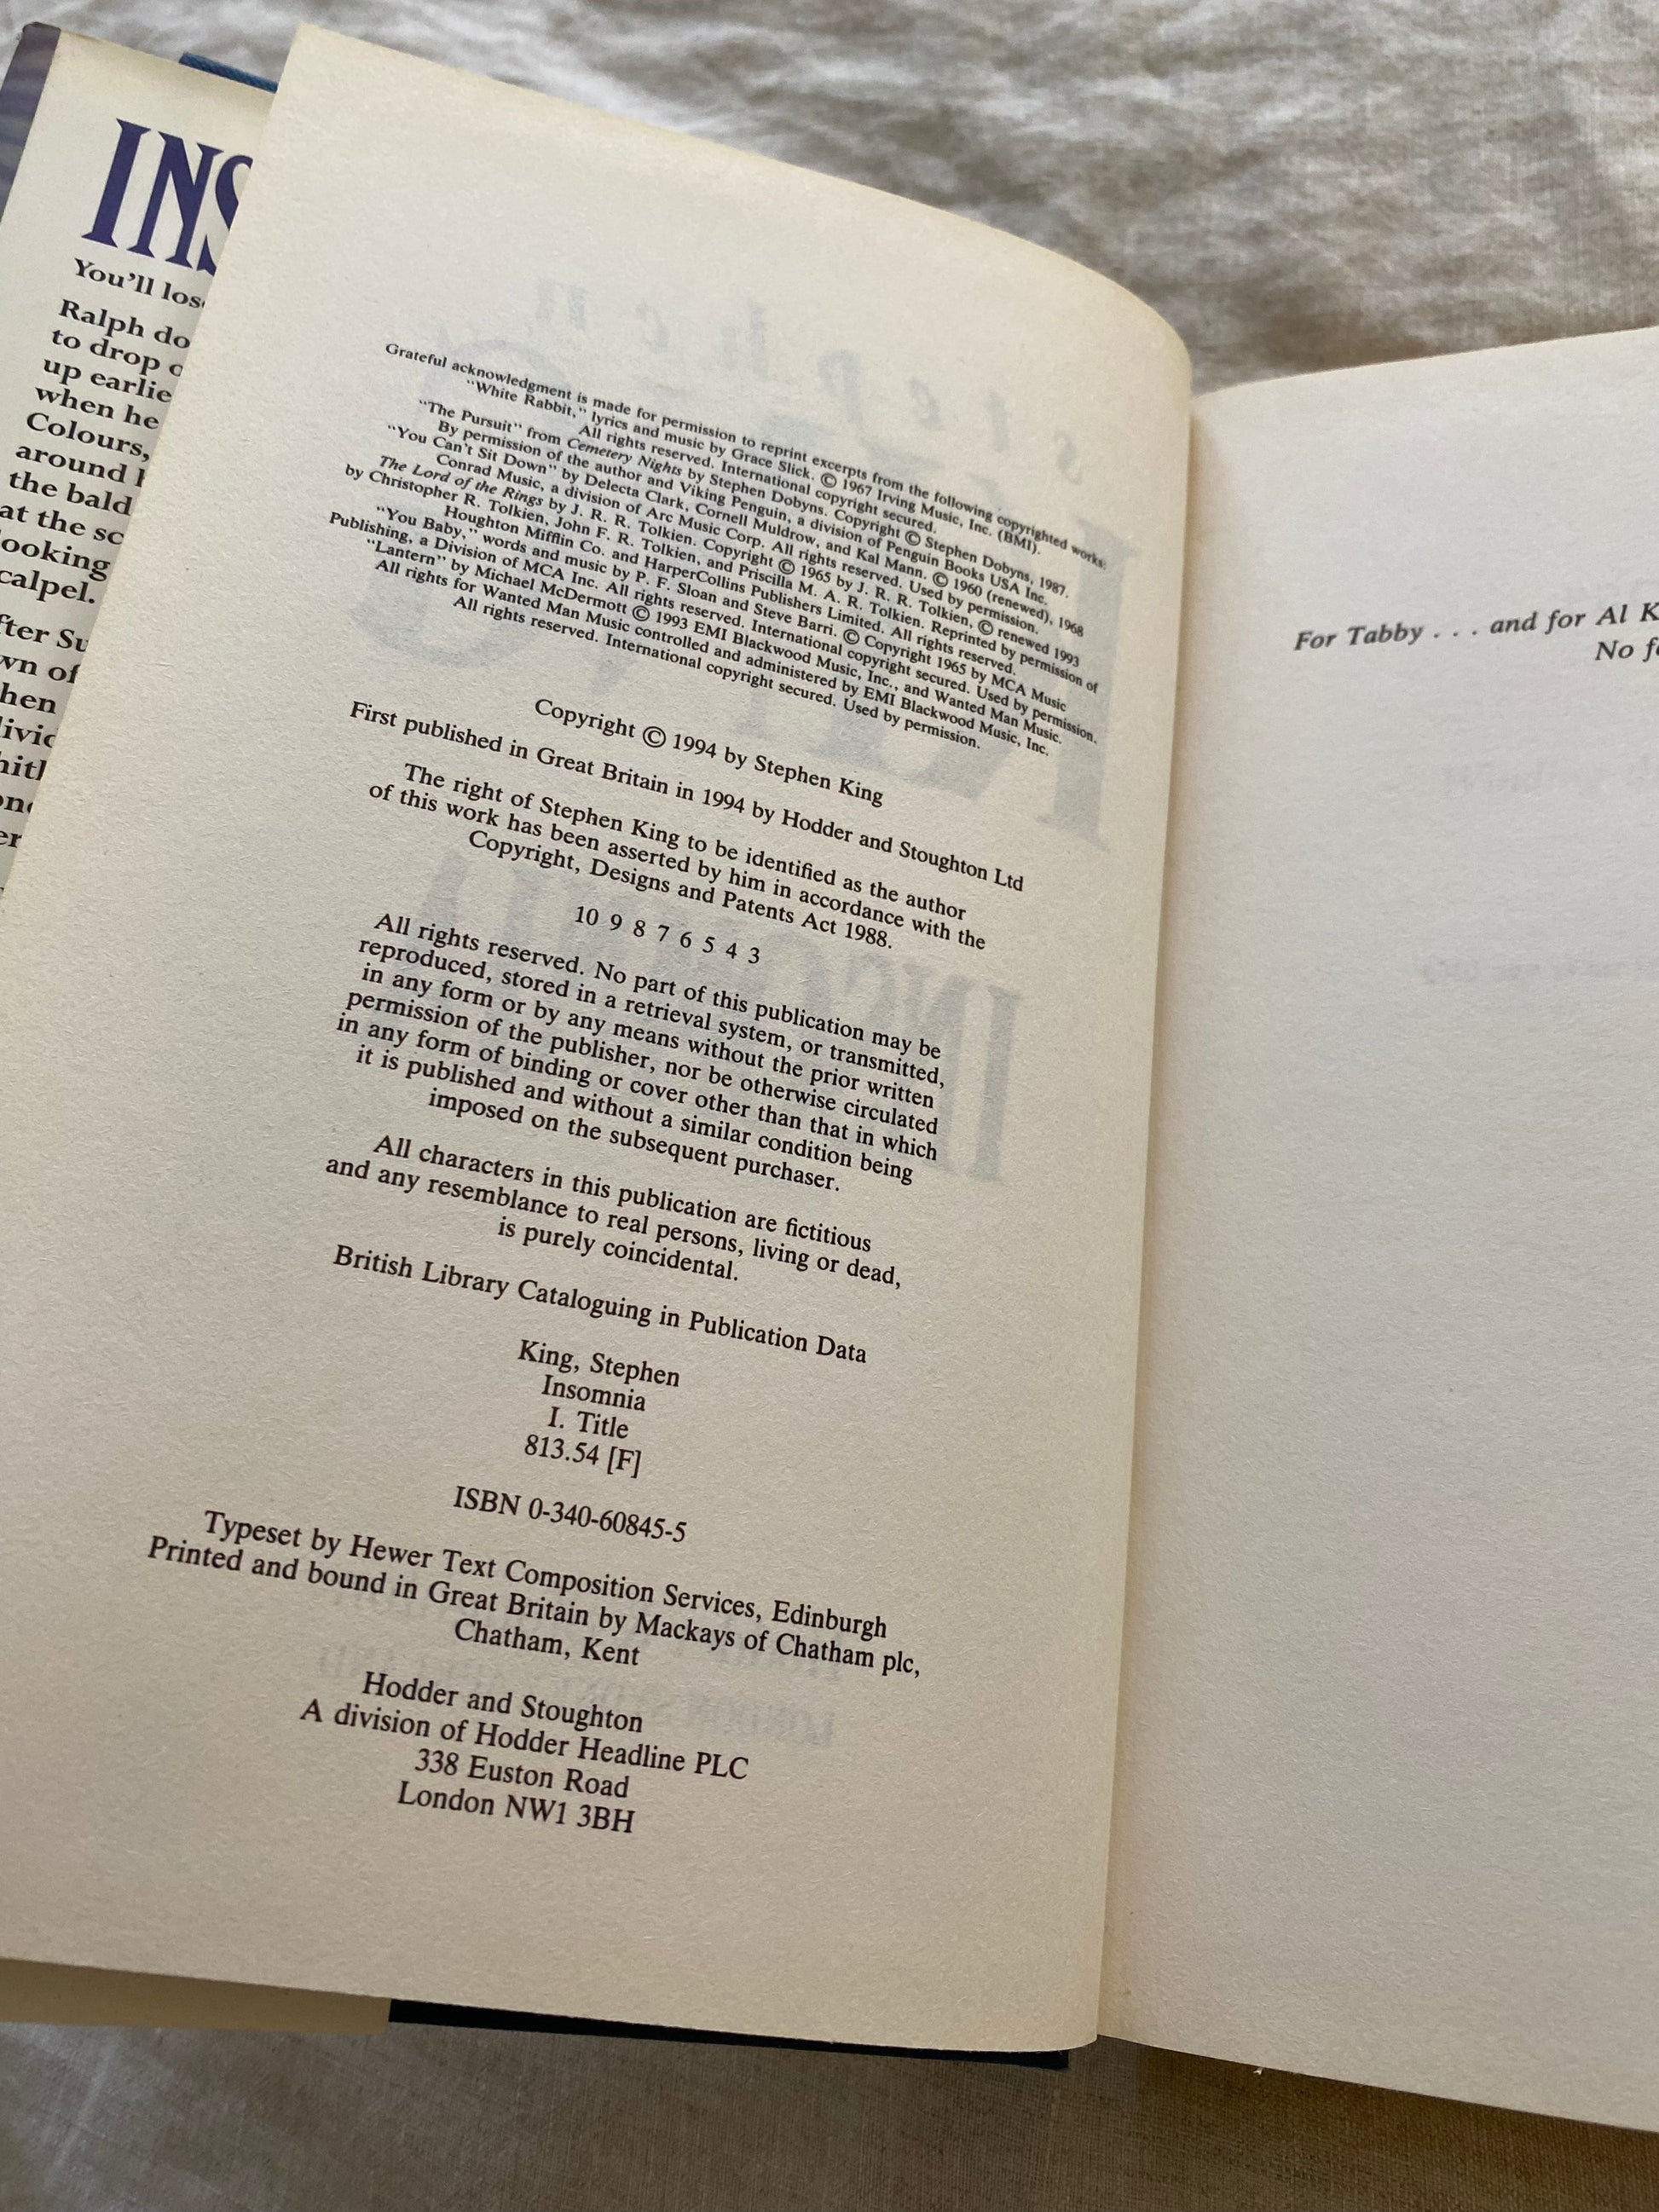 INS
You'll los
Ralph do
to drop
up earlie
when he
Colours,
around
the bald
at the sc
ooking
calpel.
fter Su
wn of
hen
Grateful acknowledgment is made for permission to reprint excerpts from the following copyrighted works:
“White Rabbit,” lyrics and music by Grace Slick. © 1967 Irving Music, Inc. (BMI).
All rights reserved. International copyright secured.
“The Pursuit” from Cemetery Nights by Stephen Dobyns. Copyright © Stephen Dobyns, 1987.
By permission of the author and Viking Penguin, a division of Penguin Books USA Inc.
“You Can't Sit Down” by Delecta Clark, Cornell Muldrow, and Kal Mann. © 1960 (renewed), 1968
Conrad Music, a division of Arc Music Corp. All rights reserved. Used by permission.
The Lord of the Rings by J. R. R. Tolkien. Copyright © 1965 by J. R. R. Tolkien, © renewed 1993
by Christopher R. Tolkien, John F. R. Tolkien, and Priscilla M. A. R. Tolkien. Reprinted by permission of
Houghton Mifflin Co. and HarperCollins Publishers Limited. All rights reserved.
“You Baby,” words and music by P. F. Sloan and Steve Barri. © Copyright 1965 by MCA Music
Publishing, a Division of MCA Inc. All rights reserved. International copyright secured. Used by permission.
“Lantern” by Michael McDermott © 1993 EMI Blackwood Music, Inc., and Wanted Man Music.
All rights for Wanted Man Music controlled and administered by EMI Blackwood Music, Inc.
All rights reserved. International copyright secured. Used by permission.
Copyright © 1994 by Stephen King
First published in Great Britain in 1994 by Hodder and Stoughton Ltd
The right of Stephen King to be identified as the author
of this work has been asserted by him in accordance with the
Copyright, Designs and Patents Act 1988.
10 9 8 7 6 5 4 3
All rights reserved. No part of this publication may be
reproduced, stored in a retrieval system, or transmitted,
in any form or by any means without the prior written
permission of the publisher, nor be otherwise circulated
in any form of binding or cover other than that in which
it is published and without a similar condition being
imposed on the subsequent purchaser.
All characters in this publication are fictitious
and any resemblance to real persons, living or dead,
is purely coincidental.
British Library Cataloguing in Publication Data
King, Stephen
Insomnia
I. Title
813.54 [F]
ISBN 0-340-60845-5
Typeset by Hewer Text Composition Services, Edinburgh
Printed and bound in Great Britain by Mackays of Chatham plc,
Chatham, Kent
Hodder and Stoughton
A division of Hodder Headline PLC
338 Euston Road
London NW1 3BH
For Tabby . . . and for Al K
No f